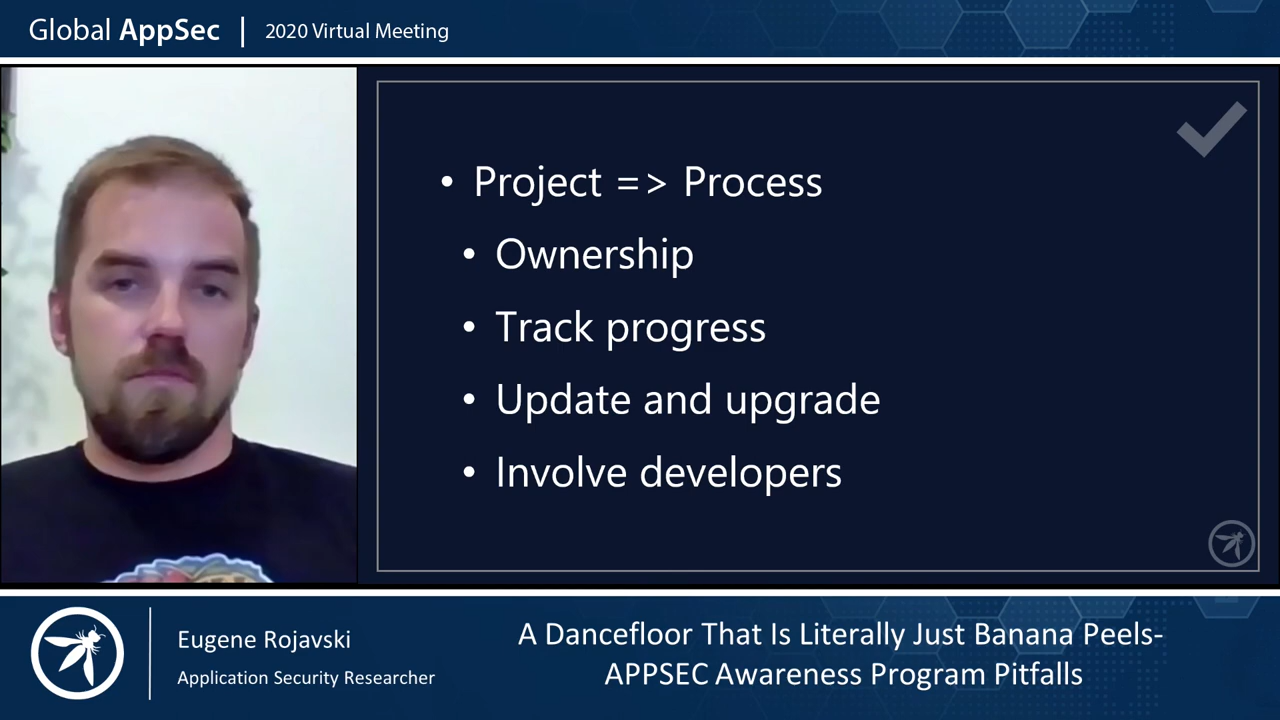 Global AppSec | 2020 Virtual Meeting
• Project => Process
• Ownership
• Track progress
• Update and upgrade
• Involve developers
Eugene Rojavski
Application Security Researcher
A Dancefloor That Is Literally Just Banana Peels-
APPSEC Awareness Program Pitfalls